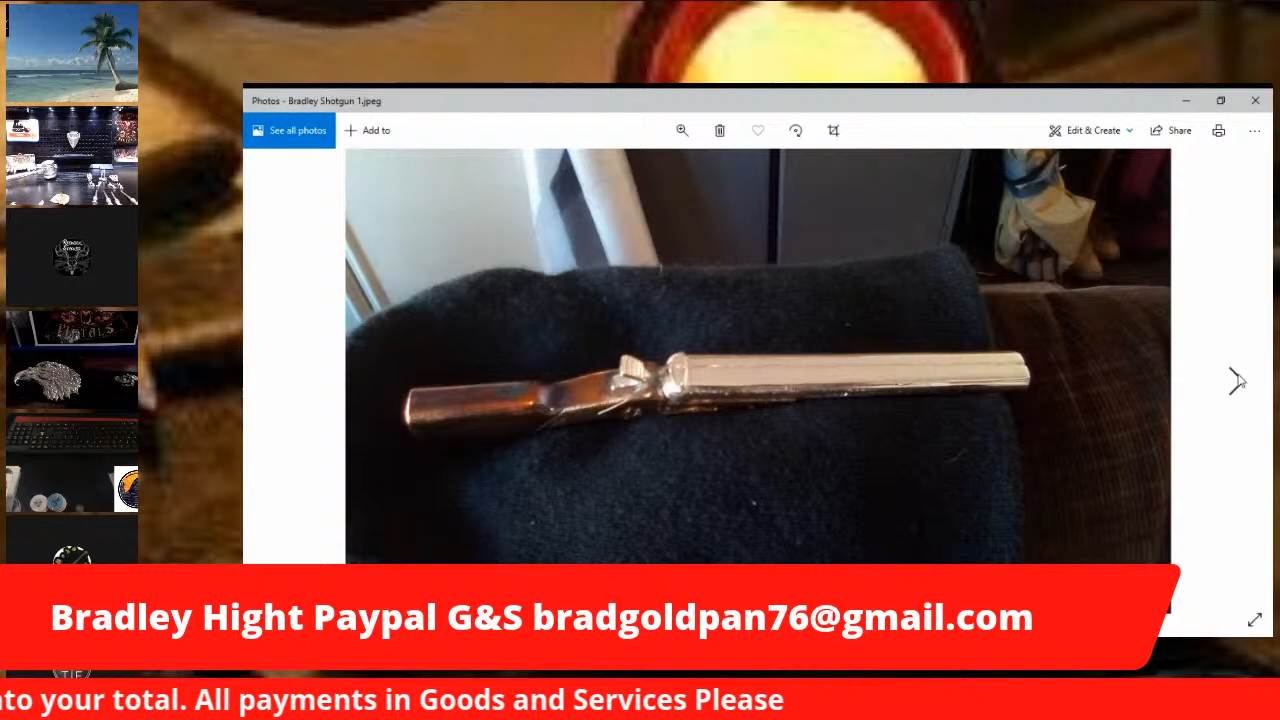 Photos - Bradley Shotgun 1.jpeg
See all photos
Add to
Edit & Create
Share
Bradley Hight Paypal G&S bradgoldpan76@gmail.com
to your total. All payments in Goods and Services Please